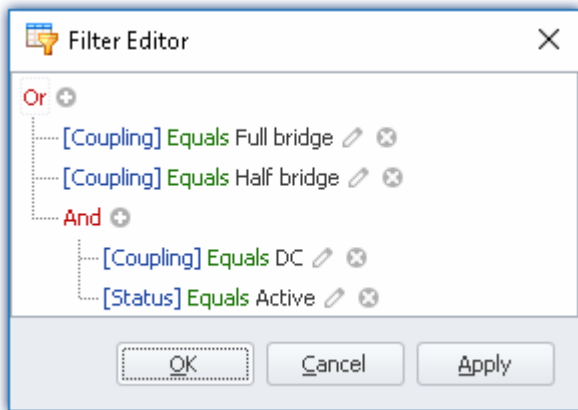 Filter Editor
Or
[Coupling] Equals Full bridge
[Coupling] Equals Half bridge
And
[Coupling] Equals DC
[Status] Equals Active
OK Cancel Apply